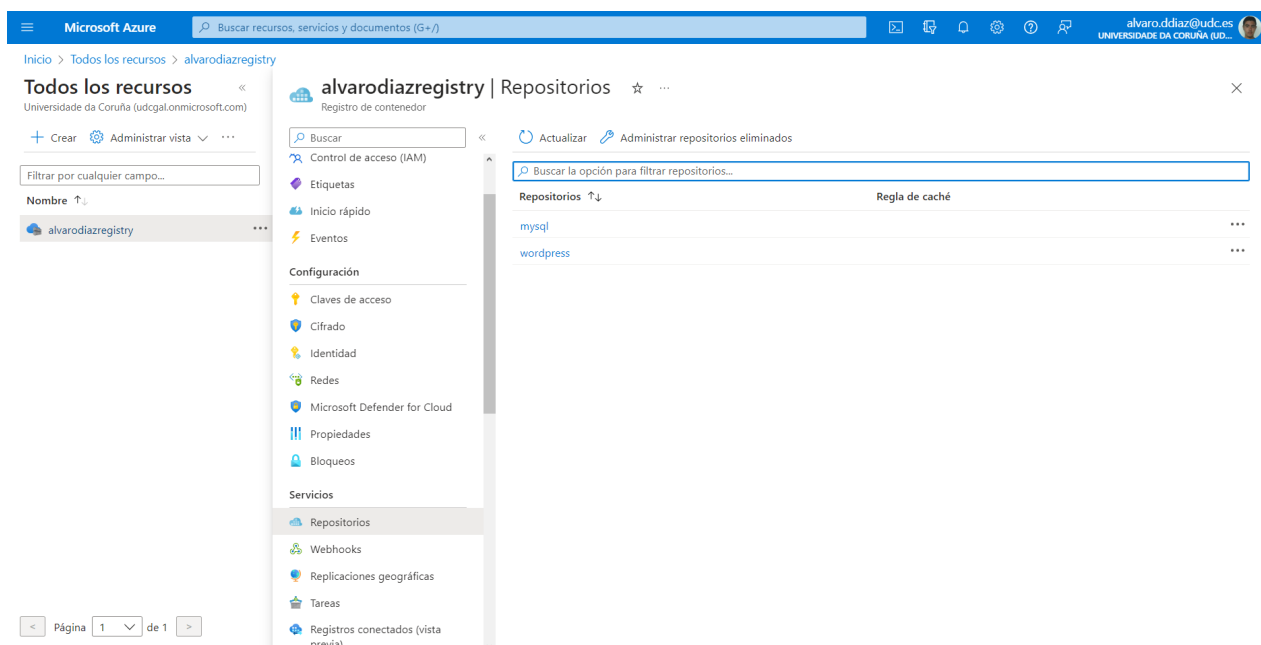 Microsoft Azure
Buscar recursos, servicios y documentos (G+/)
alvaro.ddiaz@udc.es
UNIVERSIDADE DA CORUÑA (UD...
Inicio > Todos los recursos > alvarodiazregistry
Todos los recursos
Universidade da Coruña (udcgal.onmicrosoft.com)
Crear
Administrar vista
Filtrar por cualquier campo...
Nombre
alvarodiazregistry
Página 1 de 1
alvarodiazregistry | Repositorios
Registro de contenedor
Buscar
Control de acceso (IAM)
Etiquetas
Inicio rápido
Eventos
Configuración
Claves de acceso
Cifrado
Identidad
Redes
Microsoft Defender for Cloud
Propiedades
Bloqueos
Servicios
Repositorios
Webhooks
Replicaciones geográficas
Tareas
Registros conectados (vista
previa)
Actualizar
Administrar repositorios eliminados
Buscar la opción para filtrar repositorios...
Repositorios
Regla de caché
mysql
wordpress